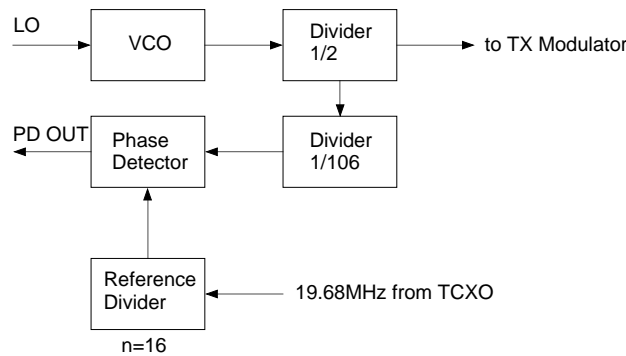 LO
VCO
Divider
1/2
to TX Modulator
PD OUT
Phase
Detector
Divider
1/106
Reference
Divider
19.68MHz from TCXO
n=16